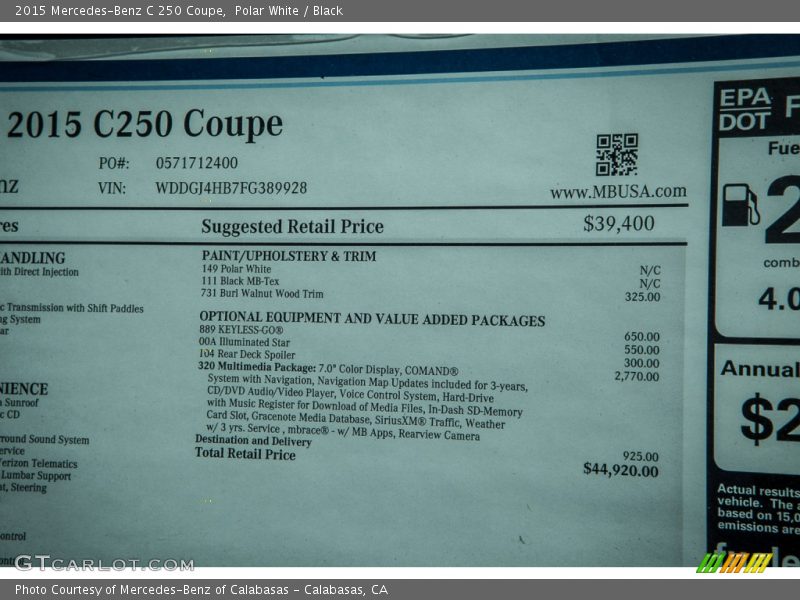 2015 Mercedes-Benz C 250 Coupe,  Polar White / Black
2015 C250 Coupe
PO#: 0571712400
nz VIN: WDDGJ4HB7FG389928
www.MBUSA.com
res Suggested Retail Price $39,400
ANDLING
ith Direct Injection
c Transmission with Shift Paddles
ng System
ar
NIENCE
n Sunroof
c CD
rround Sound System
ervice
Verizon Telematics
Lumbar Support
nt, Steering
ontrol
PAINT/UPHOLSTERY & TRIM
149 Polar White N/C
111 Black MB-Tex N/C
731 Burl Walnut Wood Trim 325.00
OPTIONAL EQUIPMENT AND VALUE ADDED PACKAGES
889 KEYLESS-GO® 650.00
00A Illuminated Star 550.00
104 Rear Deck Spoiler 300.00
320 Multimedia Package: 7.0" Color Display, COMAND® 2,770.00
System with Navigation, Navigation Map Updates included for 3-years,
CD/DVD Audio/Video Player, Voice Control System, Hard-Drive
with Music Register for Download of Media Files, In-Dash SD-Memory
Card Slot, Gracenote Media Database, SiriusXM® Traffic, Weather
w/ 3 yrs. Service , mbrace® - w/ MB Apps, Rearview Camera
Destination and Delivery 925.00
Total Retail Price $44,920.00
EPA
DOT F
Fue
2
comb
4.0
Annual
$2
Actual results
vehicle. The a
based on 15,0
emissions are
GTCARLOT.COM
Photo Courtesy of Mercedes-Benz of Calabasas - Calabasas, CA